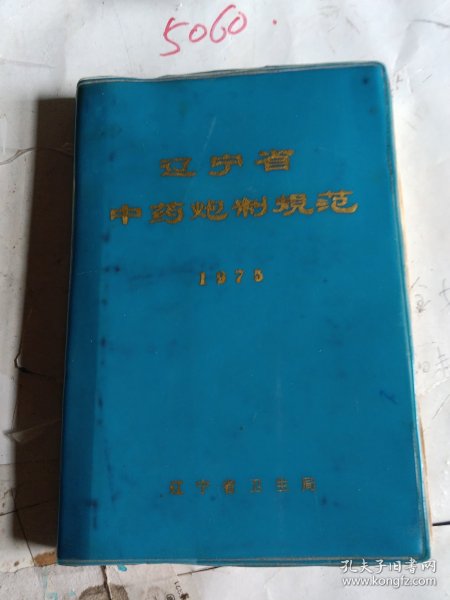 5060.
辽宁省
中药炮制规范
1975
辽宁省卫生局
孔夫子旧书网
www.kongfz.com